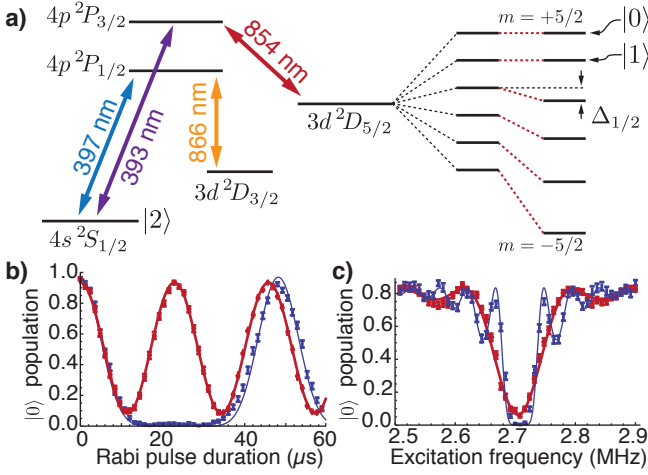 a)
4p ²P₃/₂
4p ²P₁/₂
854 nm
397 nm
393 nm
866 nm
3d ²D₅/₂
3d ²D₃/₂
|2⟩
4s ²S₁/₂
m = +5/2
|0⟩
|1⟩
Δ₁/₂
m = −5/2
b)
|0⟩ population
1.0
0.8
0.6
0.4
0.2
0.0
0
20
40
60
Rabi pulse duration (μs)
c)
|0⟩ population
0.8
0.6
0.4
0.2
0
2.5
2.6
2.7
2.8
2.9
Excitation frequency (MHz)